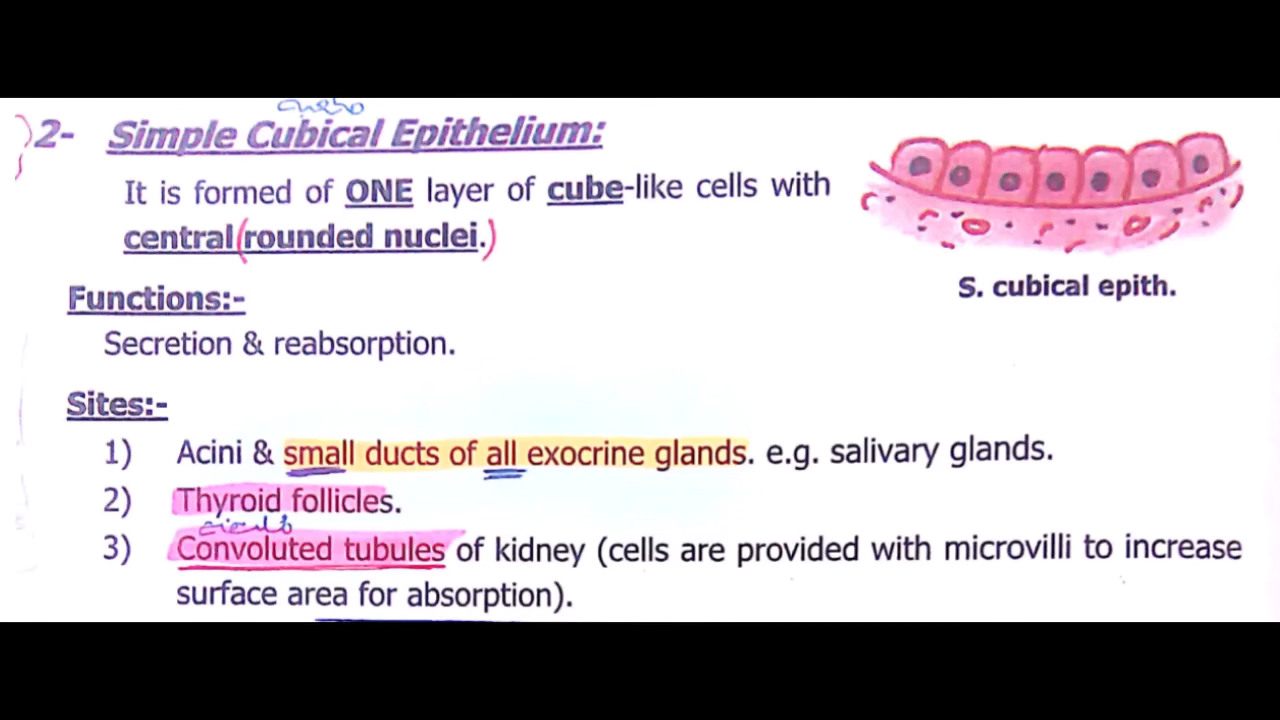 2- Simple Cubical Epithelium:
It is formed of ONE layer of cube-like cells with
central (rounded nuclei.)
S. cubical epith.
Functions:-
Secretion & reabsorption.
Sites:-
1) Acini & small ducts of all exocrine glands. e.g. salivary glands.
2) Thyroid follicles.
3) Convoluted tubules of kidney (cells are provided with microvilli to increase
surface area for absorption).